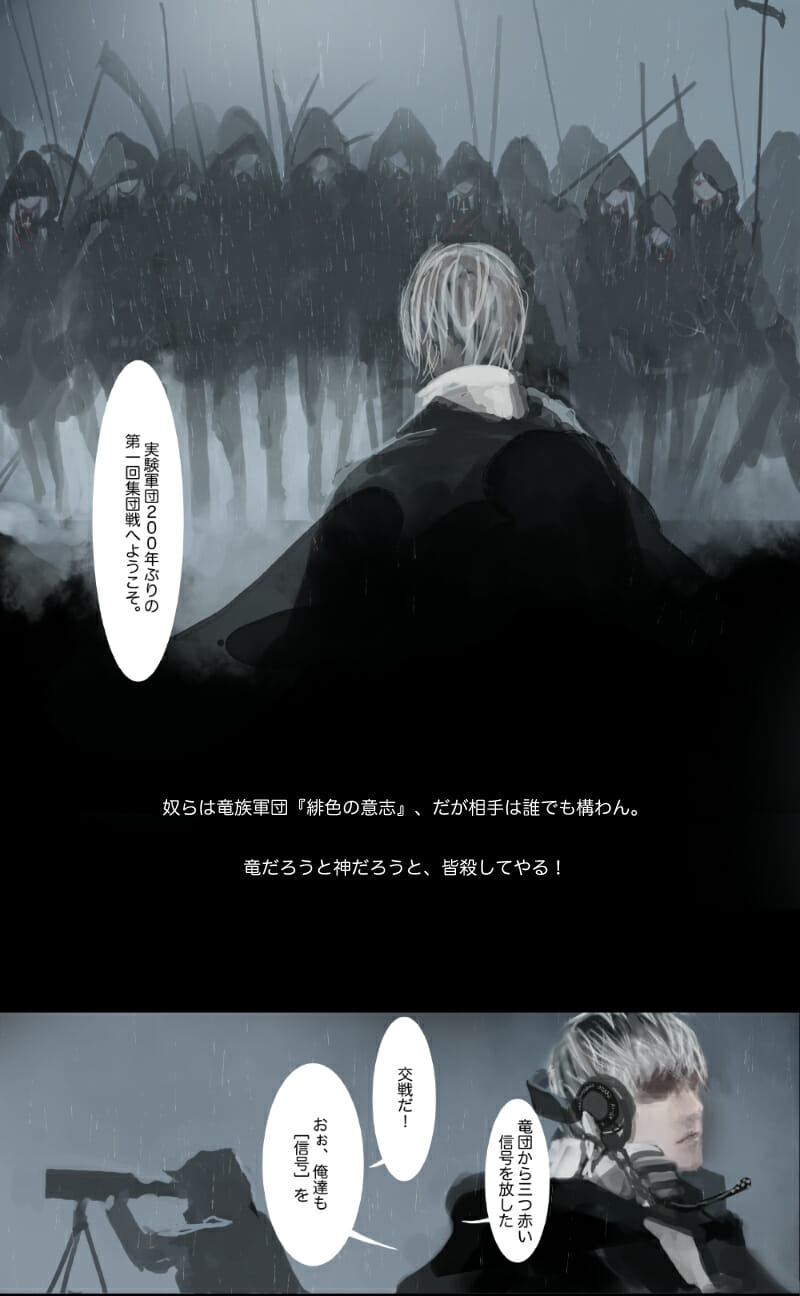 実験軍団200年ぶりの
第一回集団戦へようこそ。
奴らは竜族軍団『緋色の意志』、だが相手は誰でも構わん。
竜だろうと神だろうと、皆殺してやる！
竜団から三つ赤い
信号を放した
交戦だ！
おぉ、俺達も
［信号］を